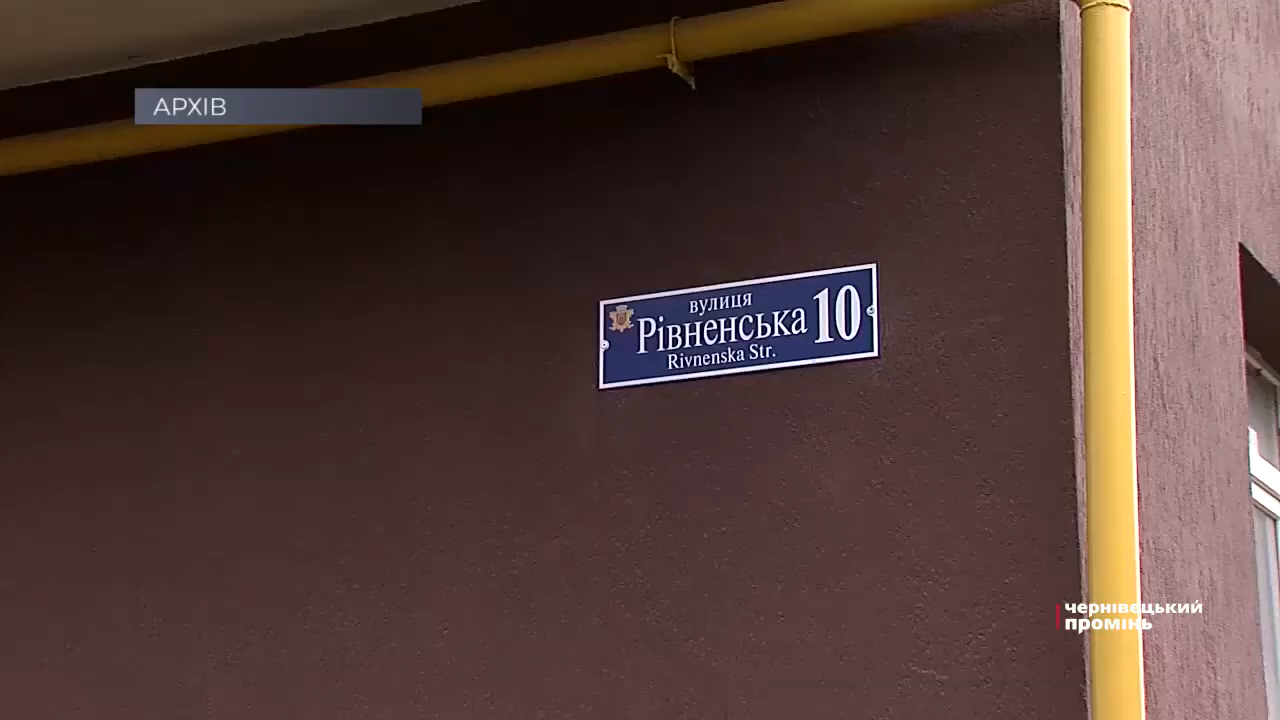 АРХІВ
вулиця
Рівненська 10
Rivnenska Str.
чернівецький
промінь